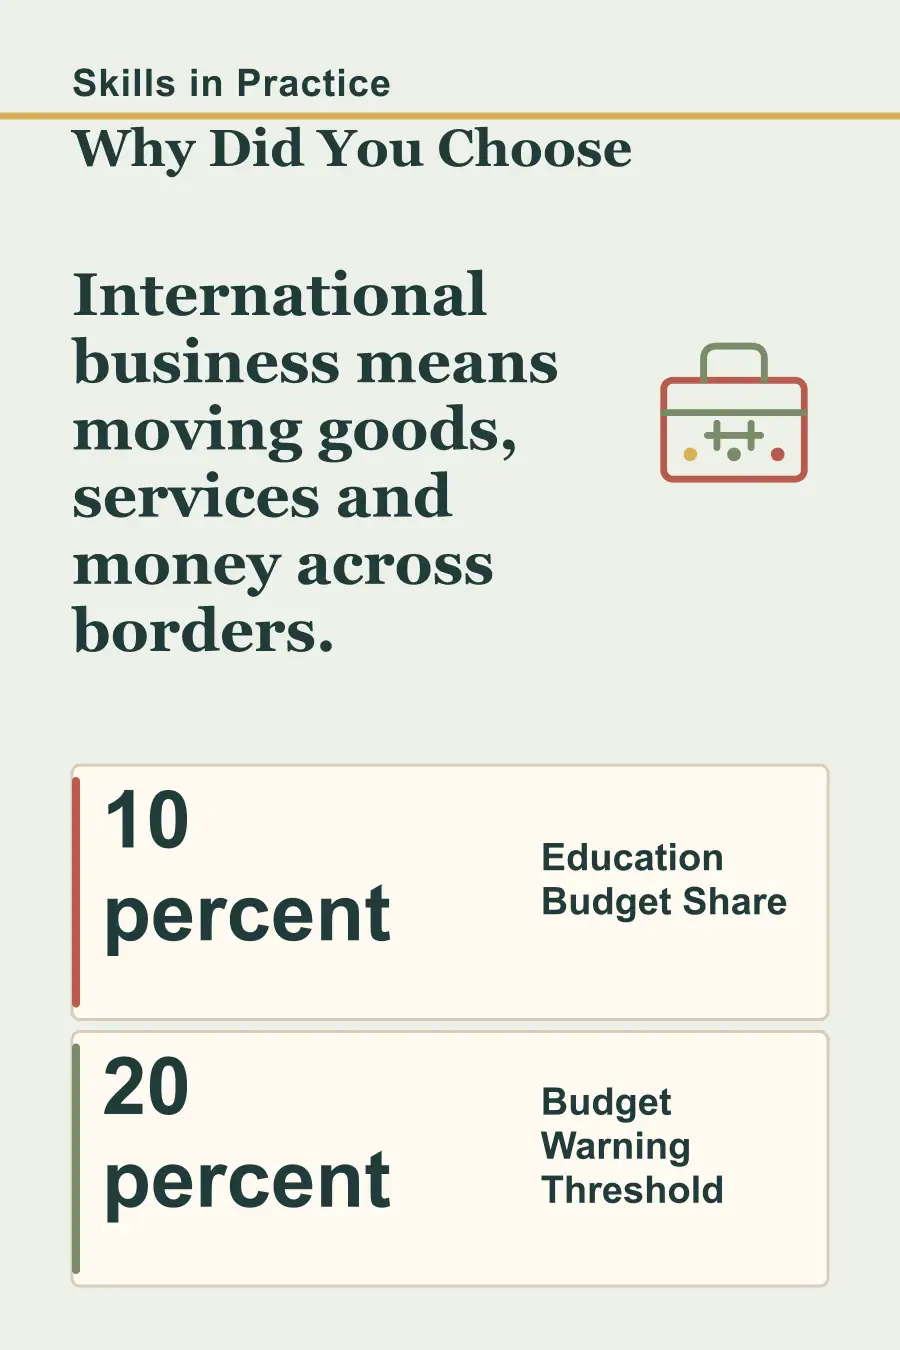 Skills in Practice
Why Did You Choose
International
business means
moving goods,
services and
money across
borders.
10
percent
Education
Budget Share
20
percent
Budget
Warning
Threshold